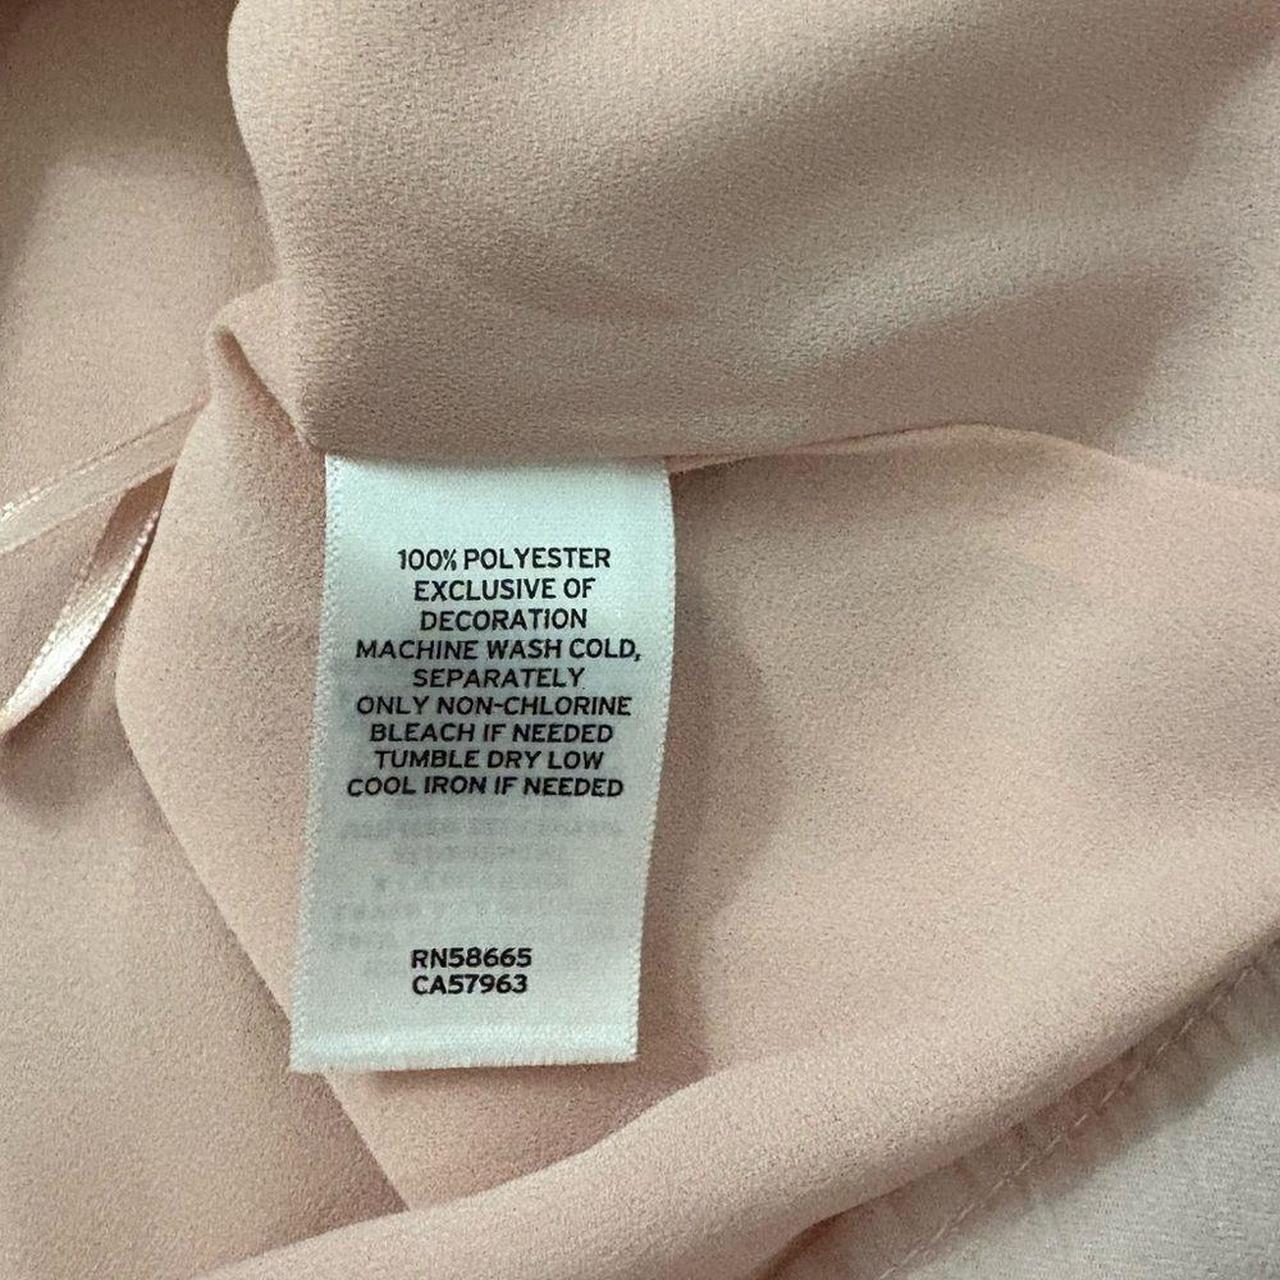 100% POLYESTER
EXCLUSIVE OF
DECORATION
MACHINE WASH COLD,
SEPARATELY
ONLY NON-CHLORINE
BLEACH IF NEEDED
TUMBLE DRY LOW
COOL IRON IF NEEDED
RN58665
CA57963